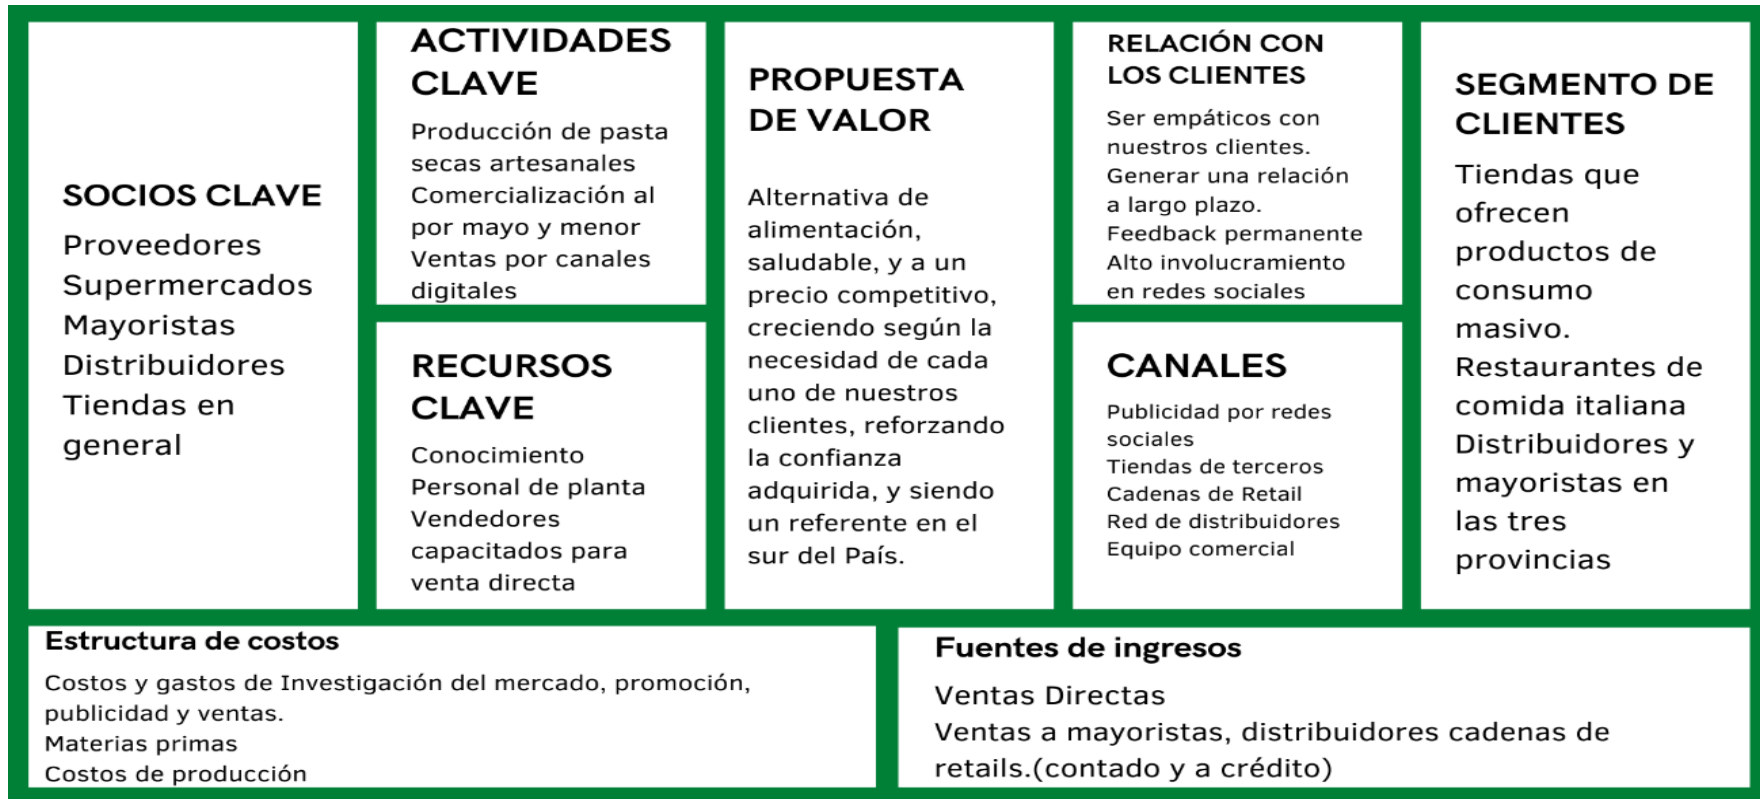 SOCIOS CLAVE
Proveedores
Supermercados
Mayoristas
Distribuidores
Tiendas en
general
ACTIVIDADES
CLAVE
Producción de pasta
secas artesanales
Comercialización al
por mayo y menor
Ventas por canales
digitales
RECURSOS
CLAVE
Conocimiento
Personal de planta
Vendedores
capacitados para
venta directa
PROPUESTA
DE VALOR
Alternativa de
alimentación,
saludable, y a un
precio competitivo,
creciendo según la
necesidad de cada
uno de nuestros
clientes, reforzando
la confianza
adquirida, y siendo
un referente en el
sur del País.
RELACIÓN CON
LOS CLIENTES
Ser empáticos con
nuestros clientes.
Generar una relación
a largo plazo.
Feedback permanente
Alto involucramiento
en redes sociales
CANALES
Publicidad por redes
sociales
Tiendas de terceros
Cadenas de Retail
Red de distribuidores
Equipo comercial
SEGMENTO DE
CLIENTES
Tiendas que
ofrecen
productos de
consumo
masivo.
Restaurantes de
comida italiana
Distribuidores y
mayoristas en
las tres
provincias
Estructura de costos
Costos y gastos de Investigación del mercado, promoción,
publicidad y ventas.
Materias primas
Costos de producción
Fuentes de ingresos
Ventas Directas
Ventas a mayoristas, distribuidores cadenas de
retails.(contado y a crédito)